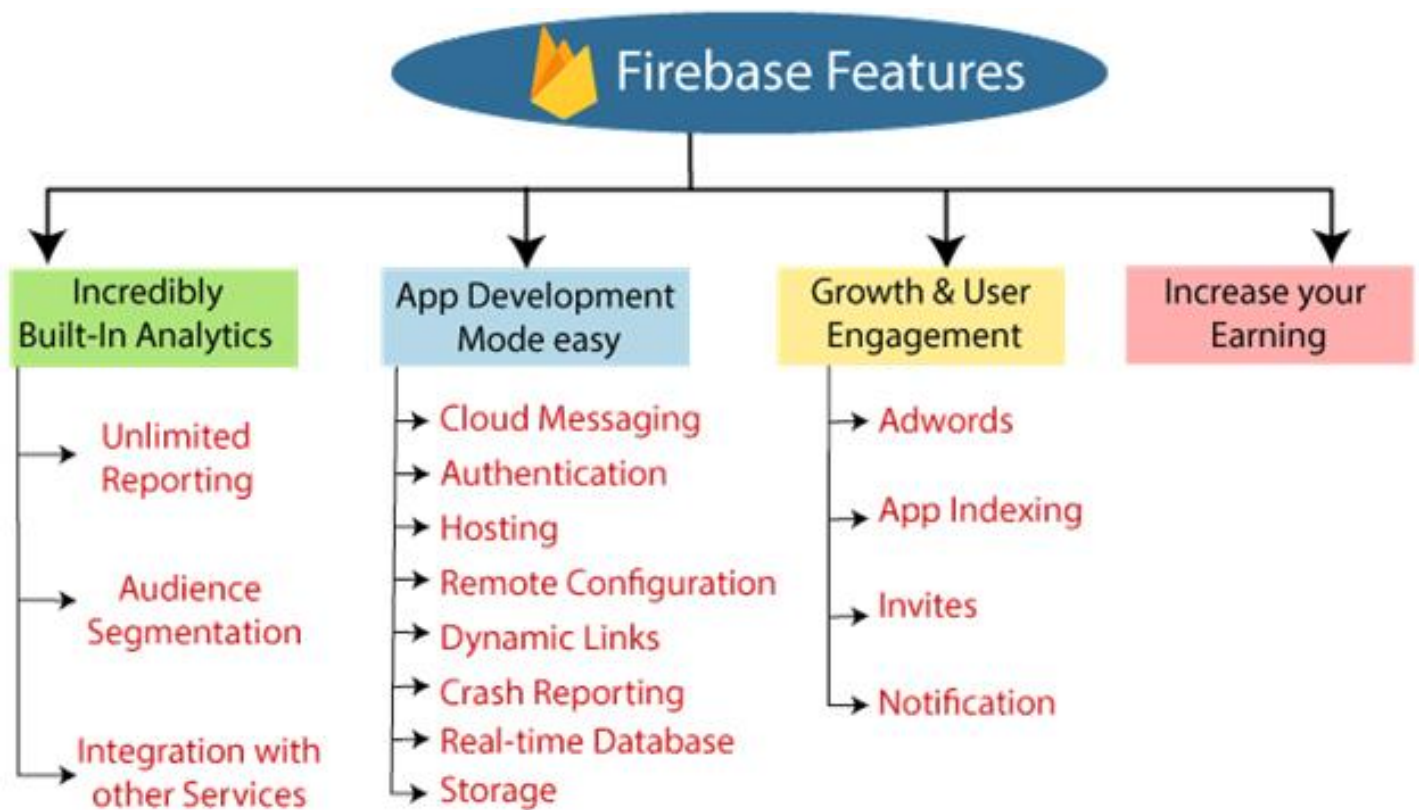 Firebase Features
Incredibly
Built-In Analytics
Unlimited
Reporting
Audience
Segmentation
Integration with
other Services
App Development
Mode easy
Cloud Messaging
Authentication
Hosting
Remote Configuration
Dynamic Links
Crash Reporting
Real-time Database
Storage
Growth & User
Engagement
Adwords
App Indexing
Invites
Notification
Increase your
Earning